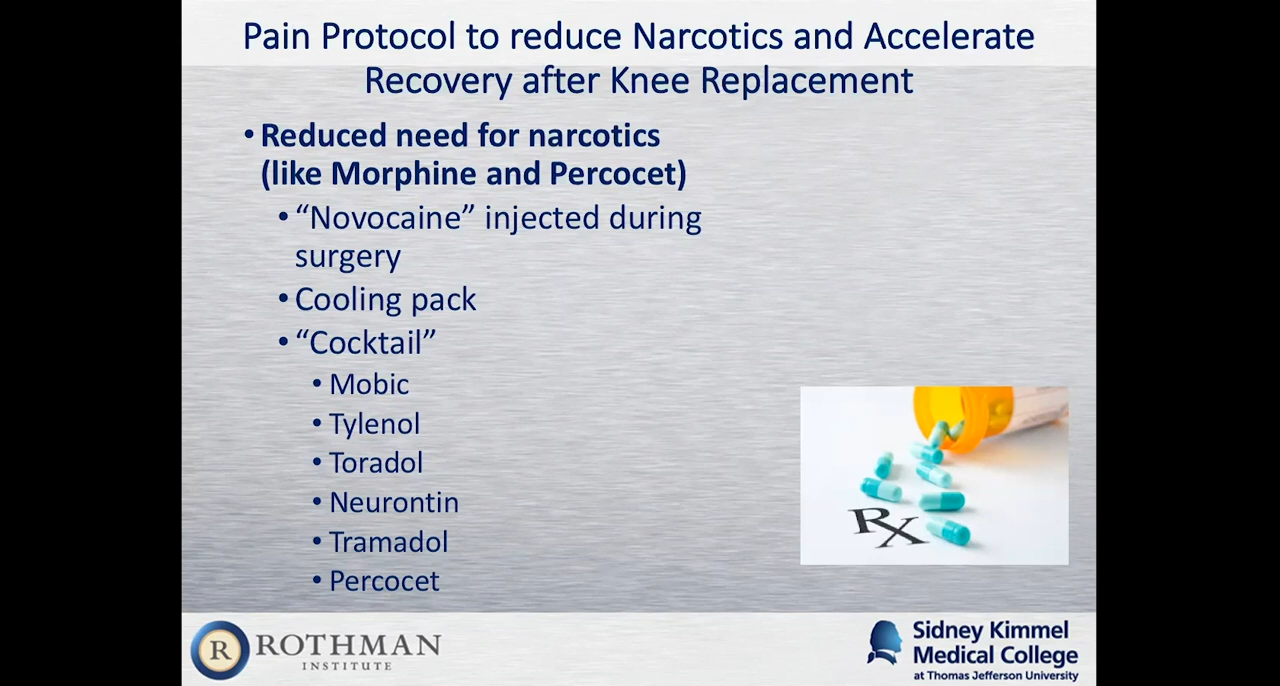 Pain Protocol to reduce Narcotics and Accelerate
Recovery after Knee Replacement
• Reduced need for narcotics
(like Morphine and Percocet)
• “Novocaine” injected during
surgery
• Cooling pack
• “Cocktail”
• Mobic
• Tylenol
• Toradol
• Neurontin
• Tramadol
• Percocet
Rx
R ROTHMAN
INSTITUTE
Sidney Kimmel
Medical College
at Thomas Jefferson University